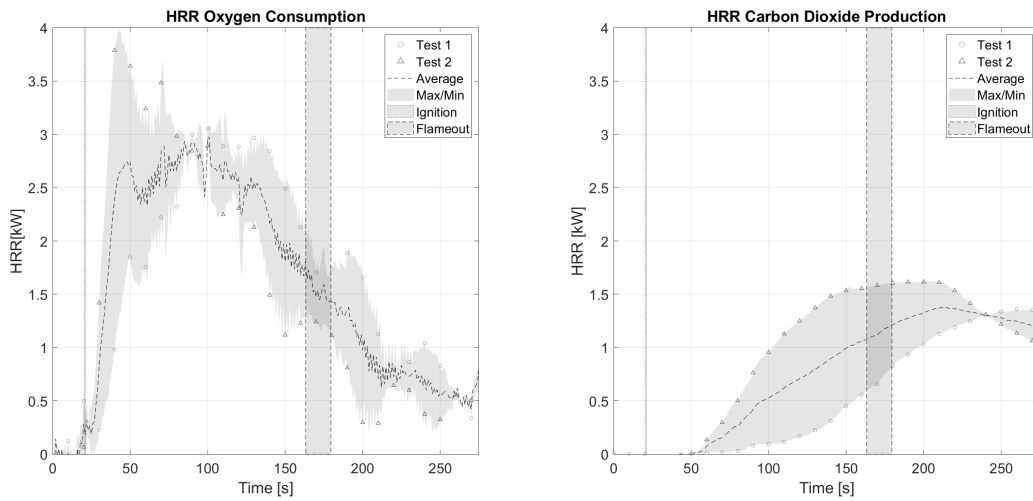 HRR Oxygen Consumption
4
3.5
3
2.5
2
1.5
1
0.5
0
HRR[kW]
0
50
100
150
200
250
Time [s]
Test 1
Test 2
Average
Max/Min
Ignition
Flameout
HRR Carbon Dioxide Production
4
3.5
3
2.5
2
1.5
1
0.5
0
HRR[kW]
0
50
100
150
200
250
Time [s]
Test 1
Test 2
Average
Max/Min
Ignition
Flameout